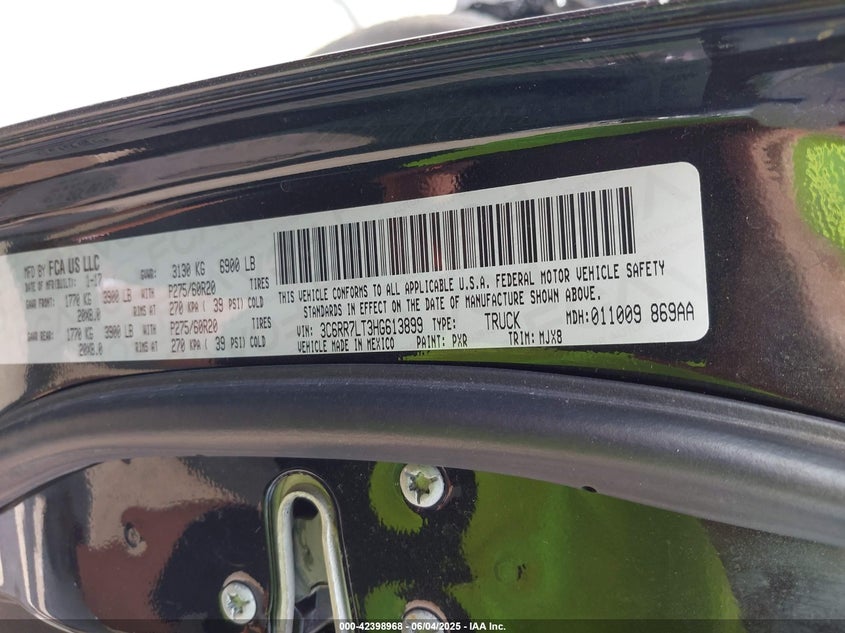 MFD BY FCA US LLC
DATE OF MFR(BUILT): 1-17 GVWR: 3130 KG 6900 LB
GAWR FRONT: 1770 KG 3900 LB WITH P275/60R20 TIRES
20X8.0 RIMS AT 270 KPA ( 39 PSI) COLD
GAWR REAR: 1770 KG 3900 LB WITH P275/60R20 TIRES
20X8.0 RIMS AT 270 KPA ( 39 PSI) COLD
THIS VEHICLE CONFORMS TO ALL APPLICABLE U.S.A. FEDERAL MOTOR VEHICLE SAFETY
STANDARDS IN EFFECT ON THE DATE OF MANUFACTURE SHOWN ABOVE.
VIN: 3C6RR7LT3HG613899 TYPE: TRUCK MDH:011009 869AA
VEHICLE MADE IN MEXICO PAINT: PXR TRIM: MJX8
000-42398968 - 06/04/2025 - IAA Inc.